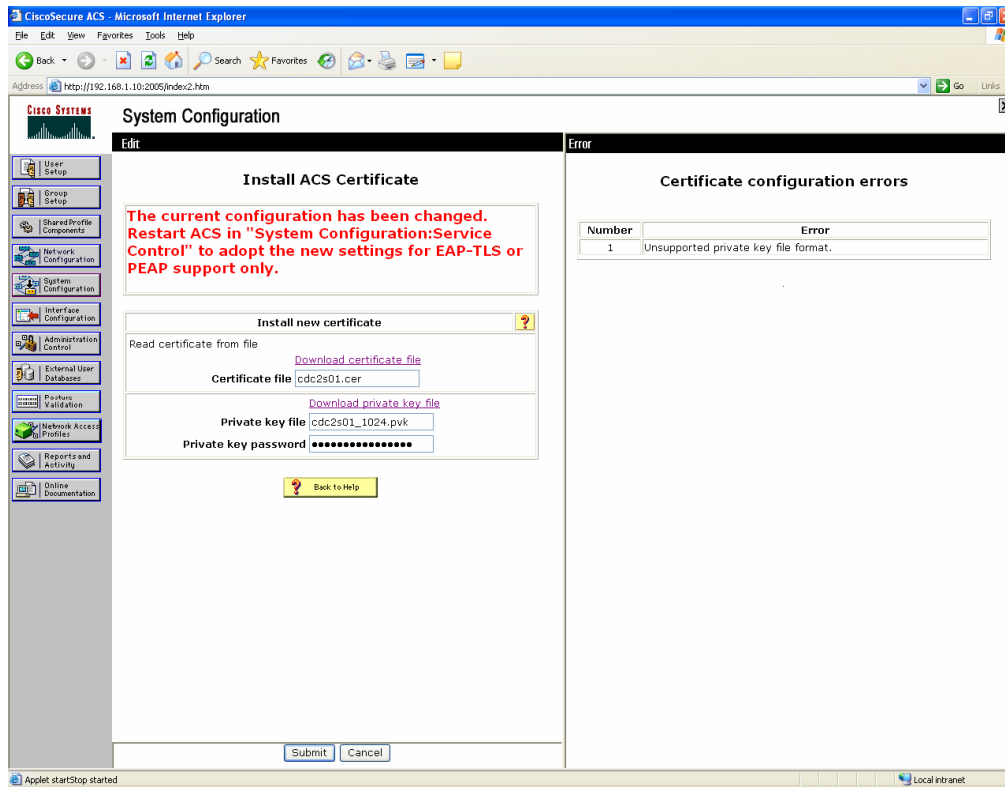 CiscoSecure ACS - Microsoft Internet Explorer
File Edit View Favorites Tools Help
Back Search Favorites
Address http://192.168.1.10:2005/index2.htm Go Links
CISCO SYSTEMS
System Configuration
Edit
Error
User Setup
Group Setup
Shared Profile Components
Network Configuration
System Configuration
Interface Configuration
Administration Control
External User Databases
Posture Validation
Network Access Profiles
Reports and Activity
Online Documentation
Install ACS Certificate
The current configuration has been changed.
Restart ACS in "System Configuration:Service
Control" to adopt the new settings for EAP-TLS or
PEAP support only.
Install new certificate ?
Read certificate from file
Download certificate file
Certificate file cdc2s01.cer
Download private key file
Private key file cdc2s01_1024.pvk
Private key password ••••••••••••••••
? Back to Help
Submit Cancel
Certificate configuration errors
Number Error
1 Unsupported private key file format.
Applet startStop started
Local intranet